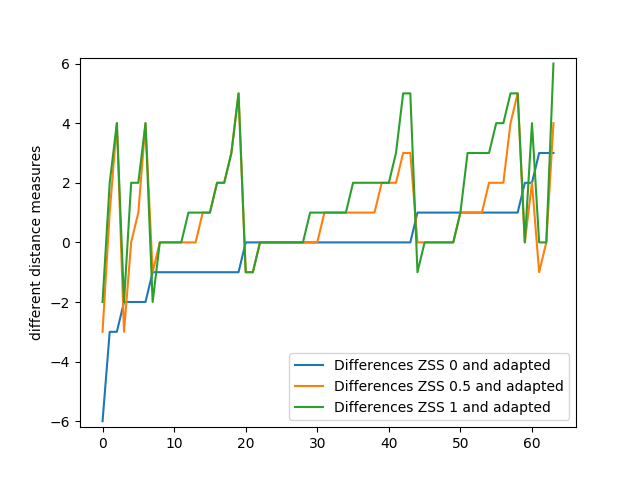 6
4
2
0
−2
−4
−6
different distance measures
0 10 20 30 40 50 60
Differences ZSS 0 and adapted
Differences ZSS 0.5 and adapted
Differences ZSS 1 and adapted